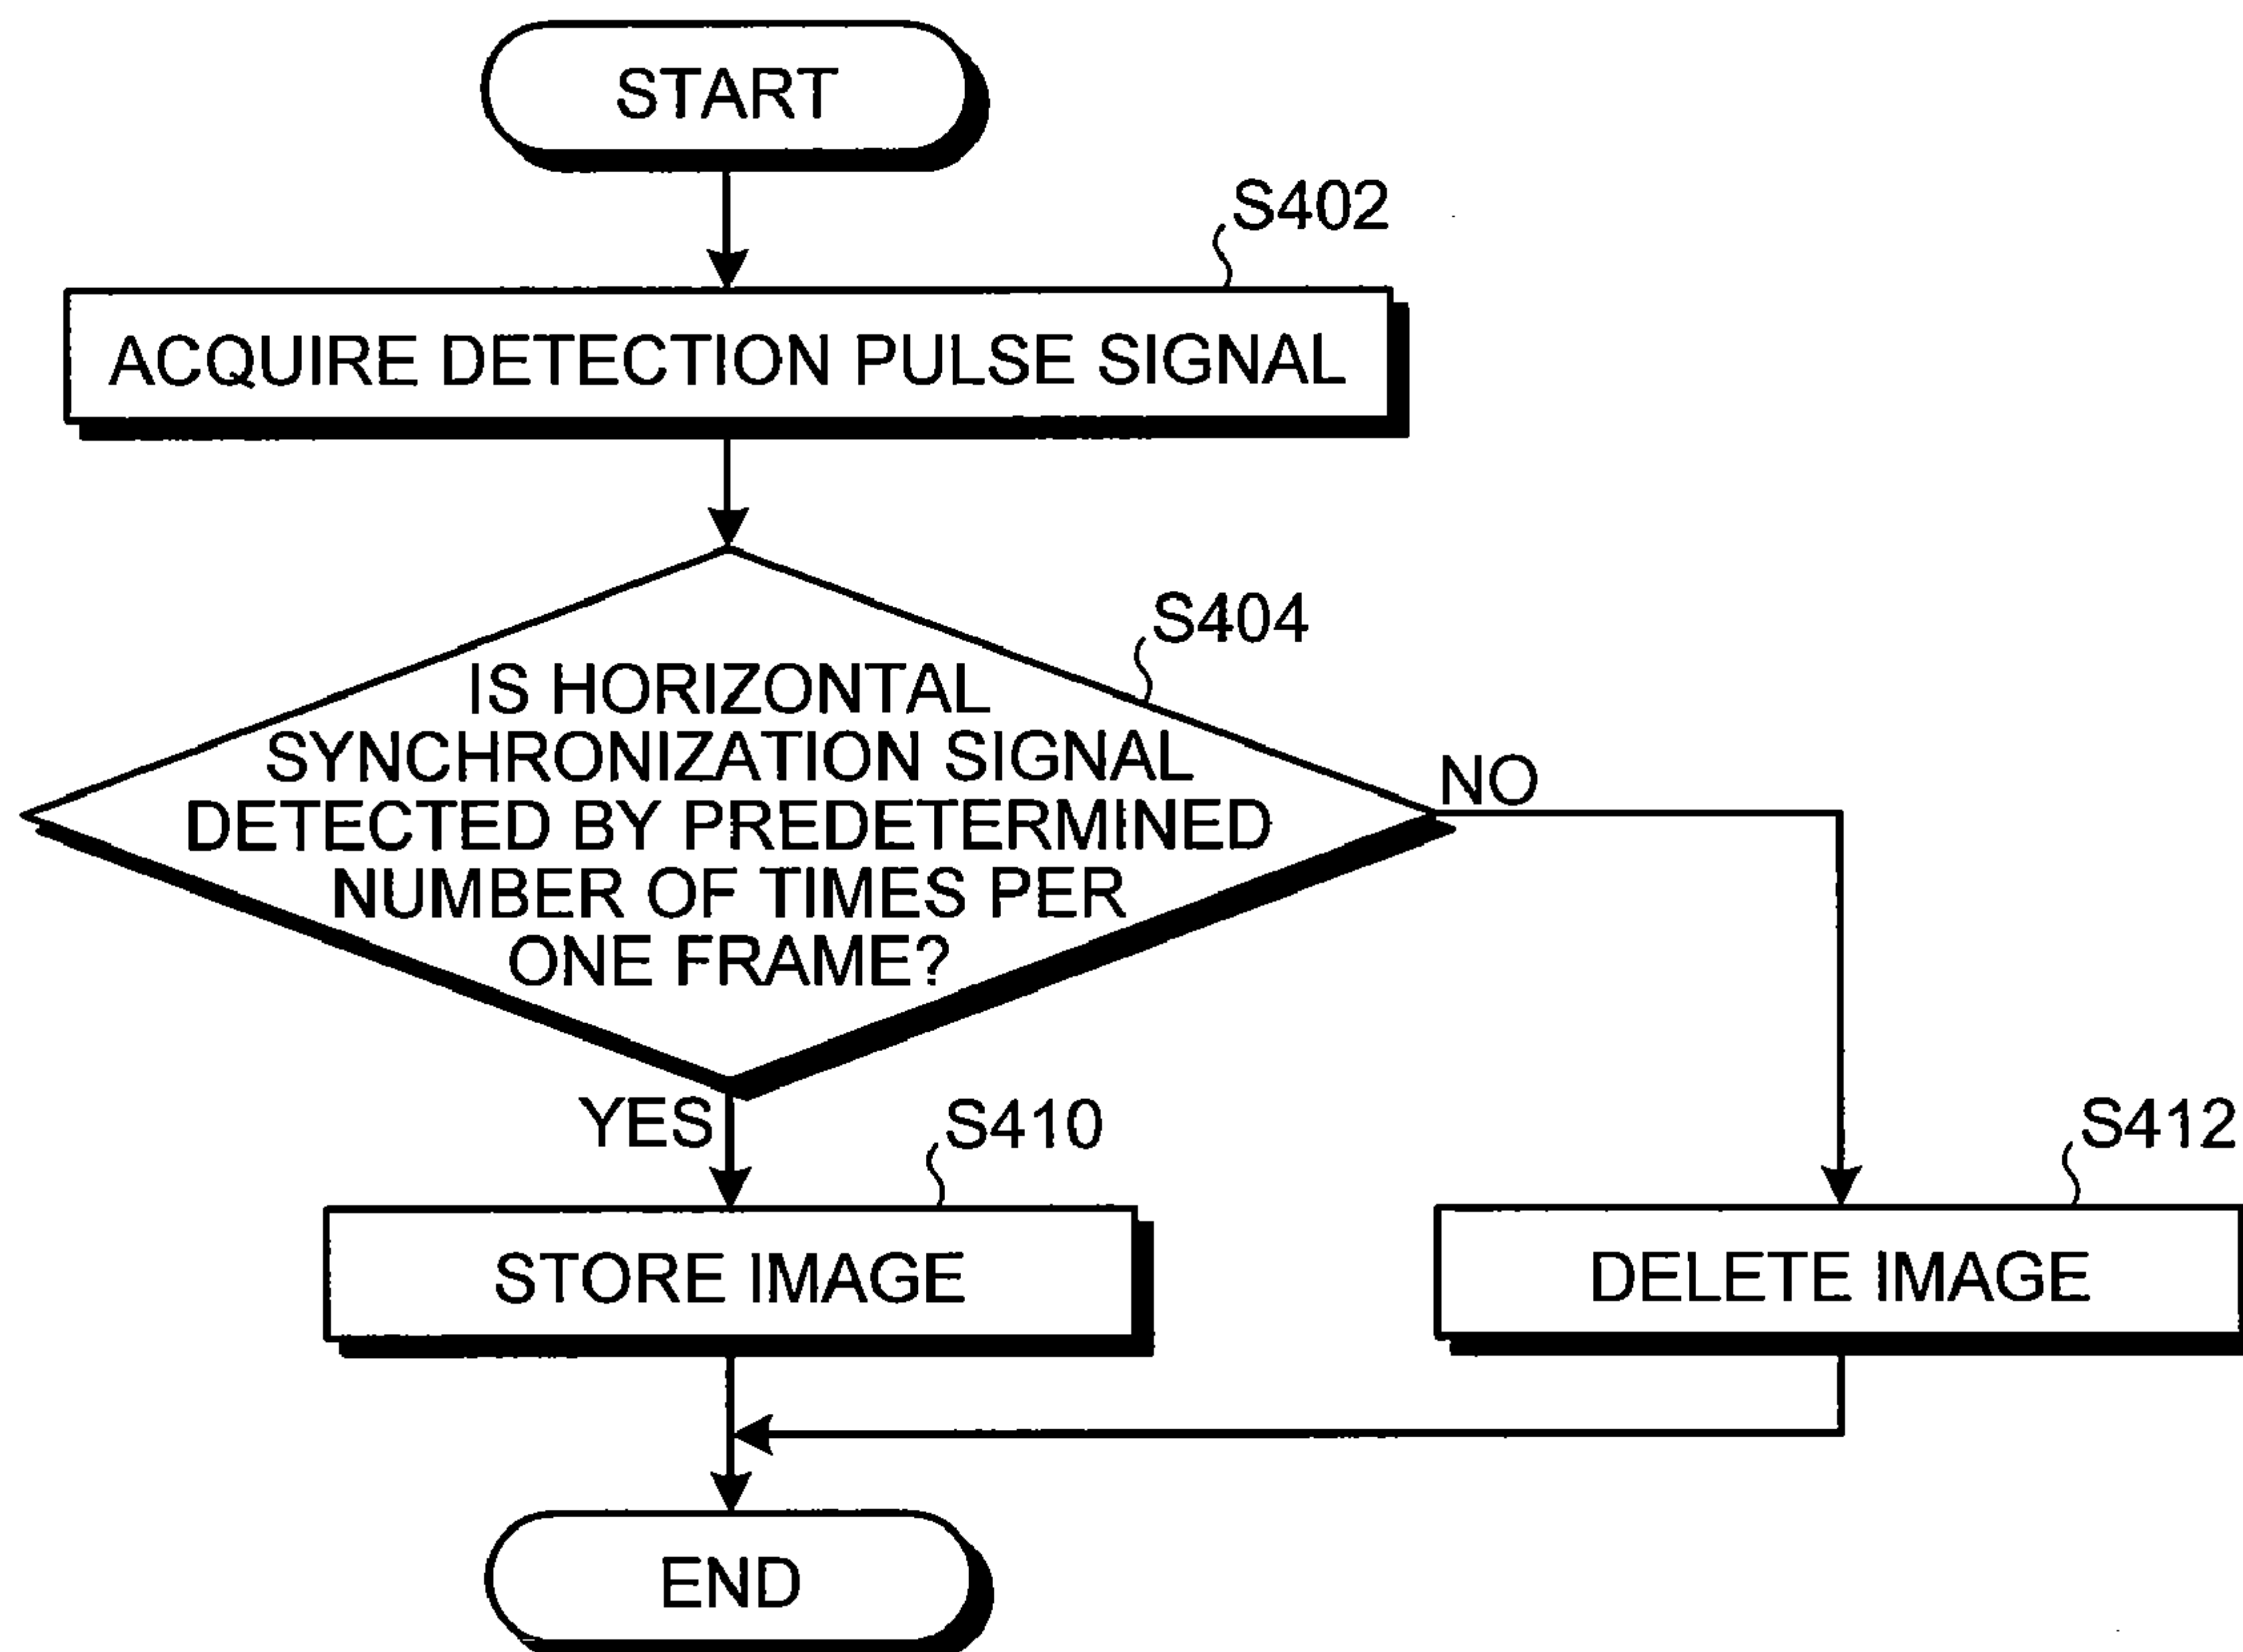 START
S402
ACQUIRE DETECTION PULSE SIGNAL
S404
IS HORIZONTAL
SYNCHRONIZATION SIGNAL
DETECTED BY PREDETERMINED
NUMBER OF TIMES PER
ONE FRAME?
NO
YES
S410
S412
STORE IMAGE
DELETE IMAGE
END